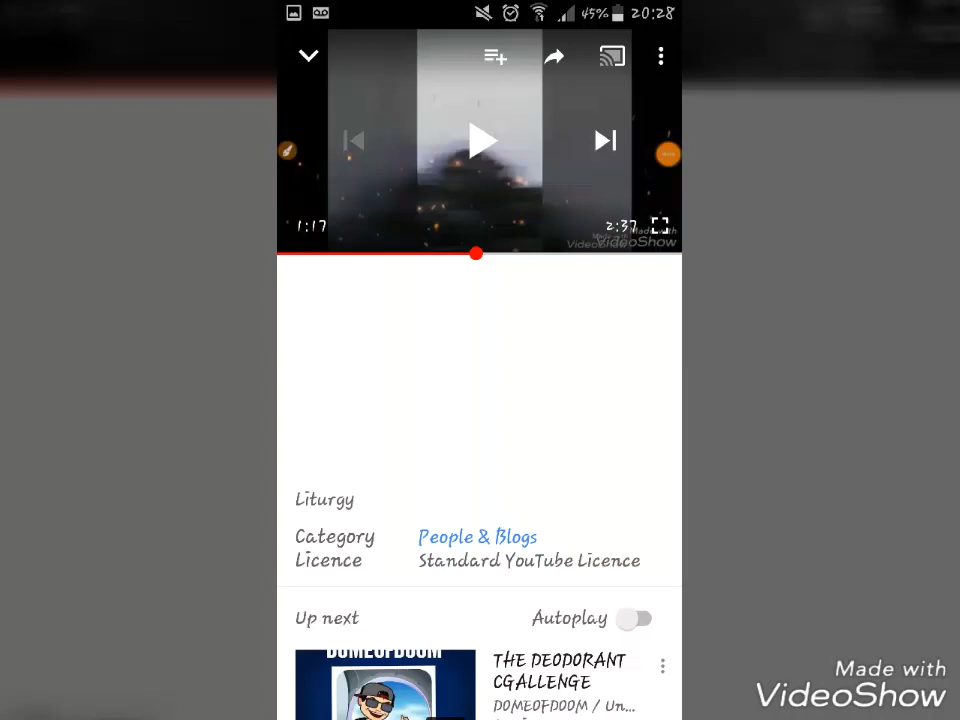 45% 20:28
1:17
2:37
Made with
VideoShow
Liturgy
Category People & Blogs
Licence Standard YouTube Licence
Up next Autoplay
DOMEOFDOOM
THE DEODORANT
CGALLENGE
DOMEOFDOOM / Un...
Made with
VideoShow